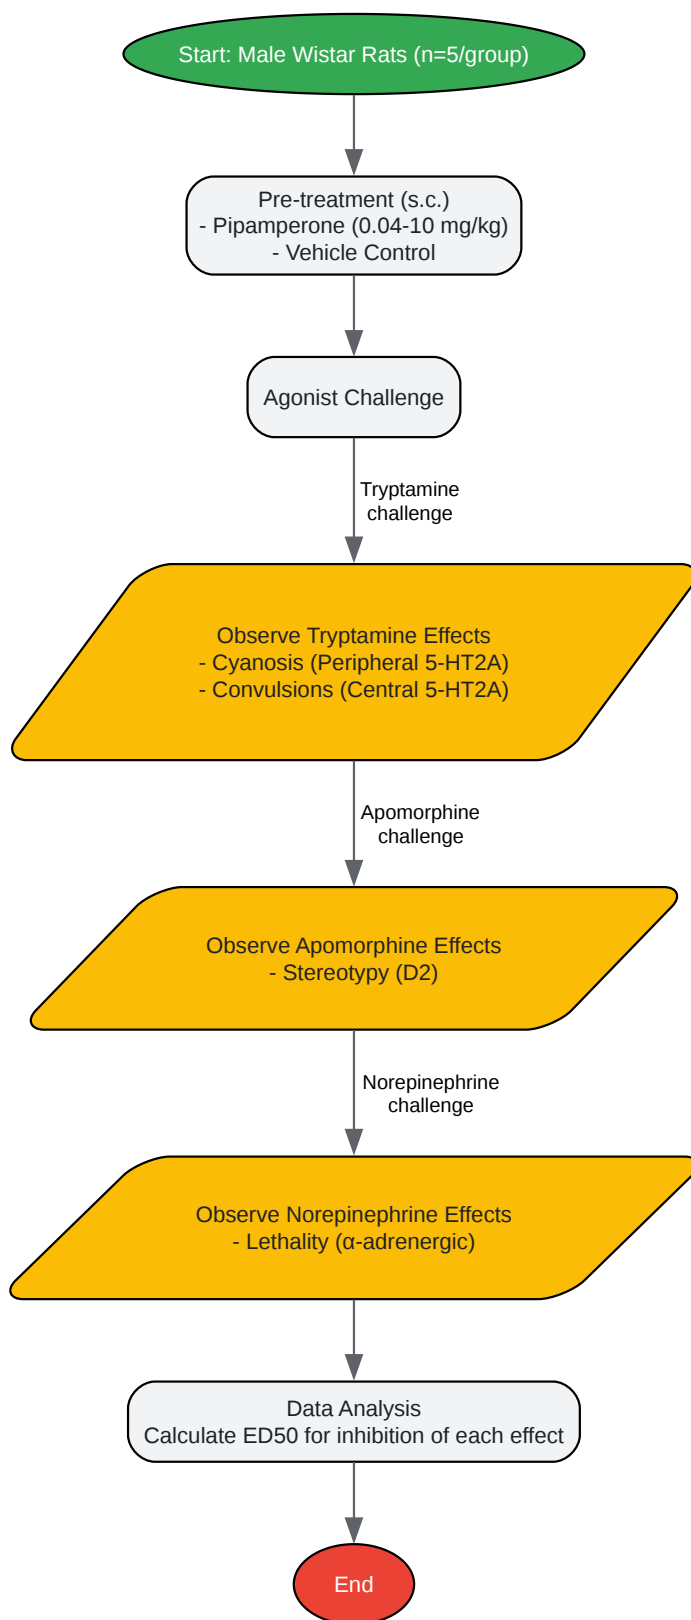 Start: Male Wistar Rats (n=5/group)
Pre-treatment (s.c.)
- Pipamperone (0.04-10 mg/kg)
- Vehicle Control
Agonist Challenge
Tryptamine
challenge
Observe Tryptamine Effects
- Cyanosis (Peripheral 5-HT2A)
- Convulsions (Central 5-HT2A)
Apomorphine
challenge
Observe Apomorphine Effects
- Stereotypy (D2)
Norepinephrine
challenge
Observe Norepinephrine Effects
- Lethality (α-adrenergic)
Data Analysis
Calculate ED50 for inhibition of each effect
End